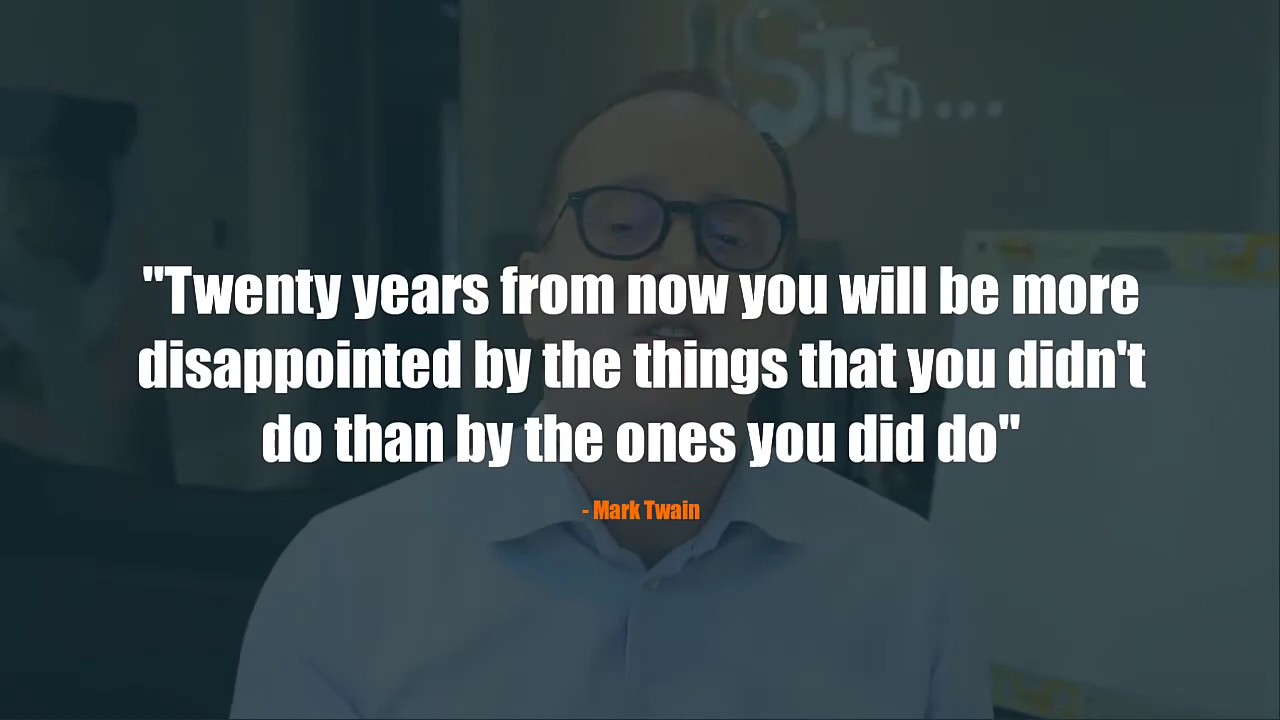 LISTEn...
"Twenty years from now you will be more
disappointed by the things that you didn't
do than by the ones you did do"
- Mark Twain